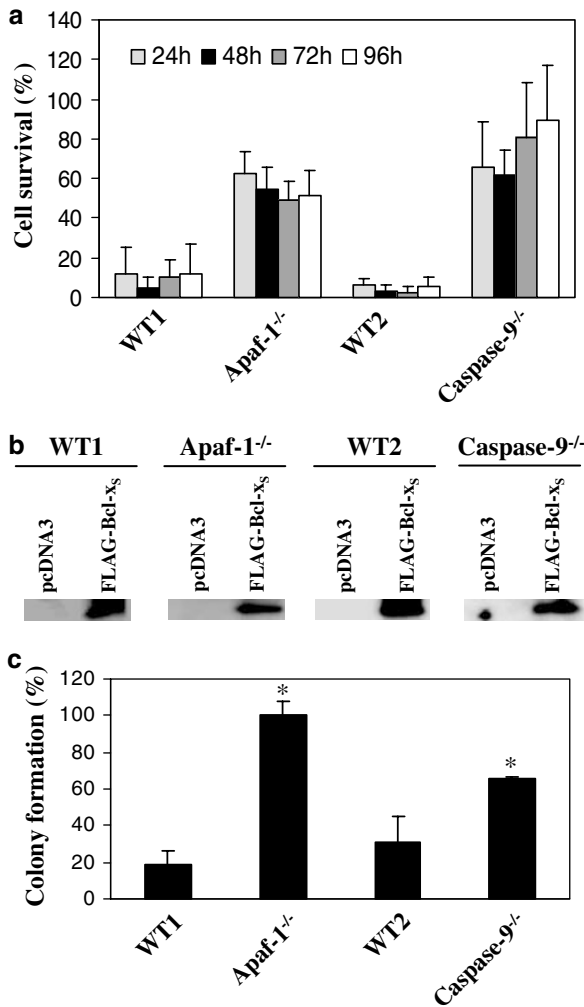 a
Cell survival (%)
140
120
100
80
60
40
20
0
24h 48h 72h 96h
WT1 Apaf-1-/- WT2 Caspase-9-/-
b
WT1 Apaf-1-/- WT2 Caspase-9-/-
pcDNA3 FLAG-Bcl-xS pcDNA3 FLAG-Bcl-xS pcDNA3 FLAG-Bcl-xS pcDNA3 FLAG-Bcl-xS
c
Colony formation (%)
120
100
80
60
40
20
0
* *
WT1 Apaf-1-/- WT2 Caspase-9-/-